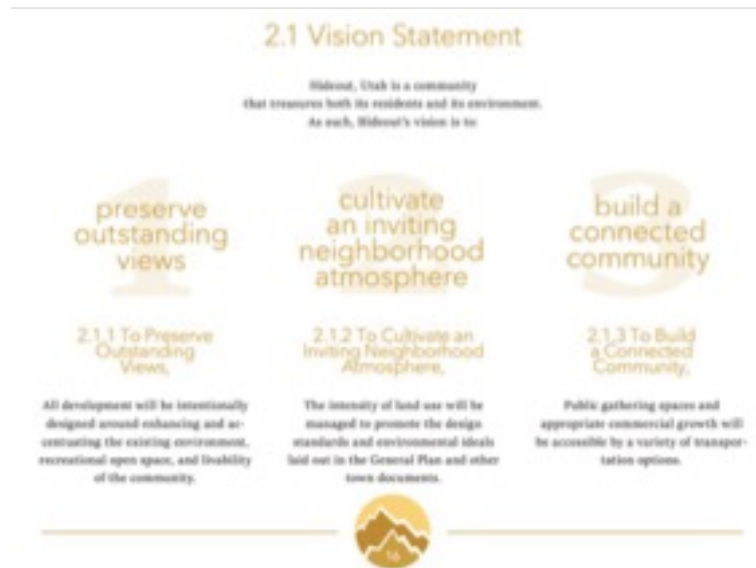 2.1 Vision Statement
Hideout, Utah is a community
that treasures both its residents and its environment.
As such, Hideout's vision is to:
1
preserve
outstanding
views
2.1.1 To Preserve
Outstanding
Views,
All development will be intentionally
designed around enhancing and ac-
centuating the existing environment,
recreational open space, and livability
of the community.
2
cultivate
an inviting
neighborhood
atmosphere
2.1.2 To Cultivate an
Inviting Neighborhood
Atmosphere,
The intensity of land use will be
managed to promote the design
standards and environmental ideals
laid out in the General Plan and other
town documents.
3
build a
connected
community
2.1.3 To Build
a Connected
Community,
Public gathering spaces and
appropriate commercial growth will
be accessible by a variety of transpor-
tation options.
16